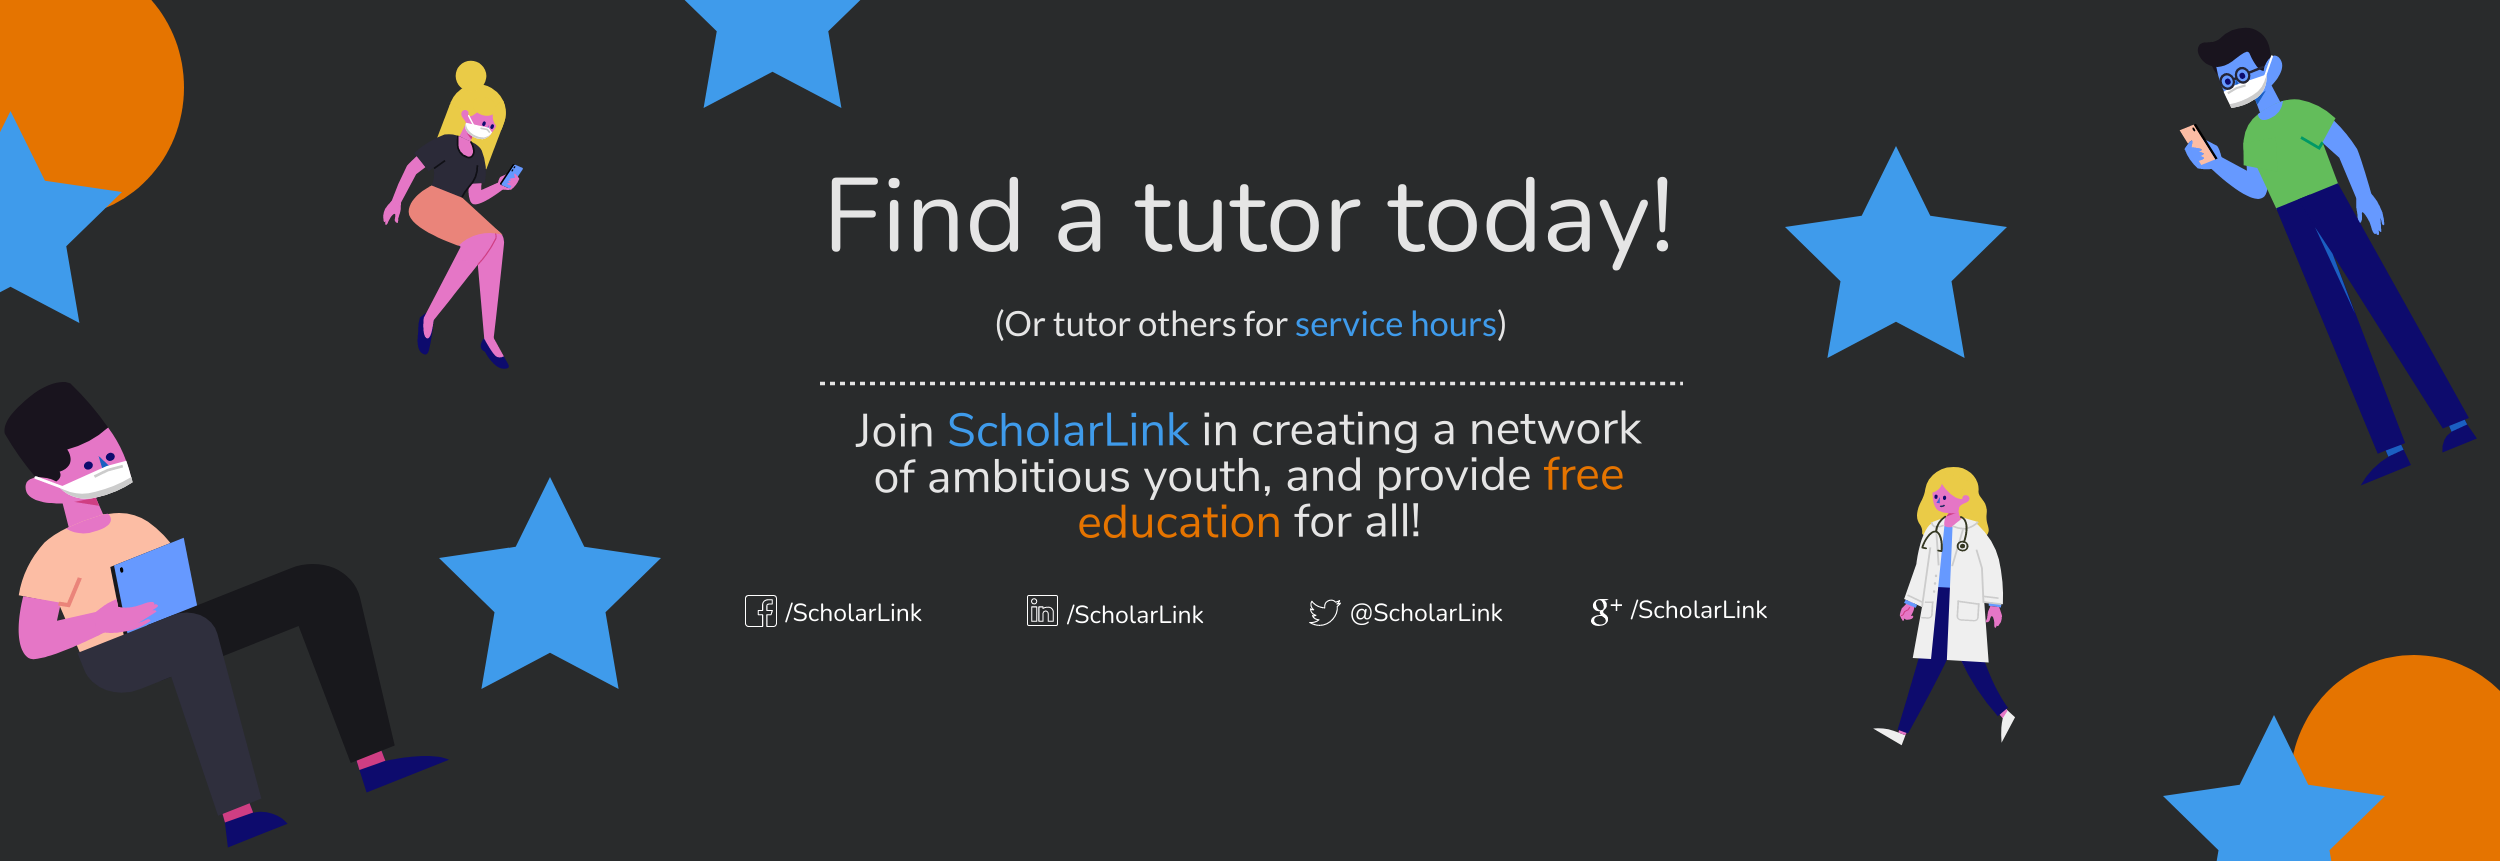 Find a tutor today!
(Or tutor others for service hours)
Join ScholarLink in creating a network
of ambitious youth, and provide free
education for all!
/ScholarLink /ScholarLink @ScholarLink g+ /ScholarLink